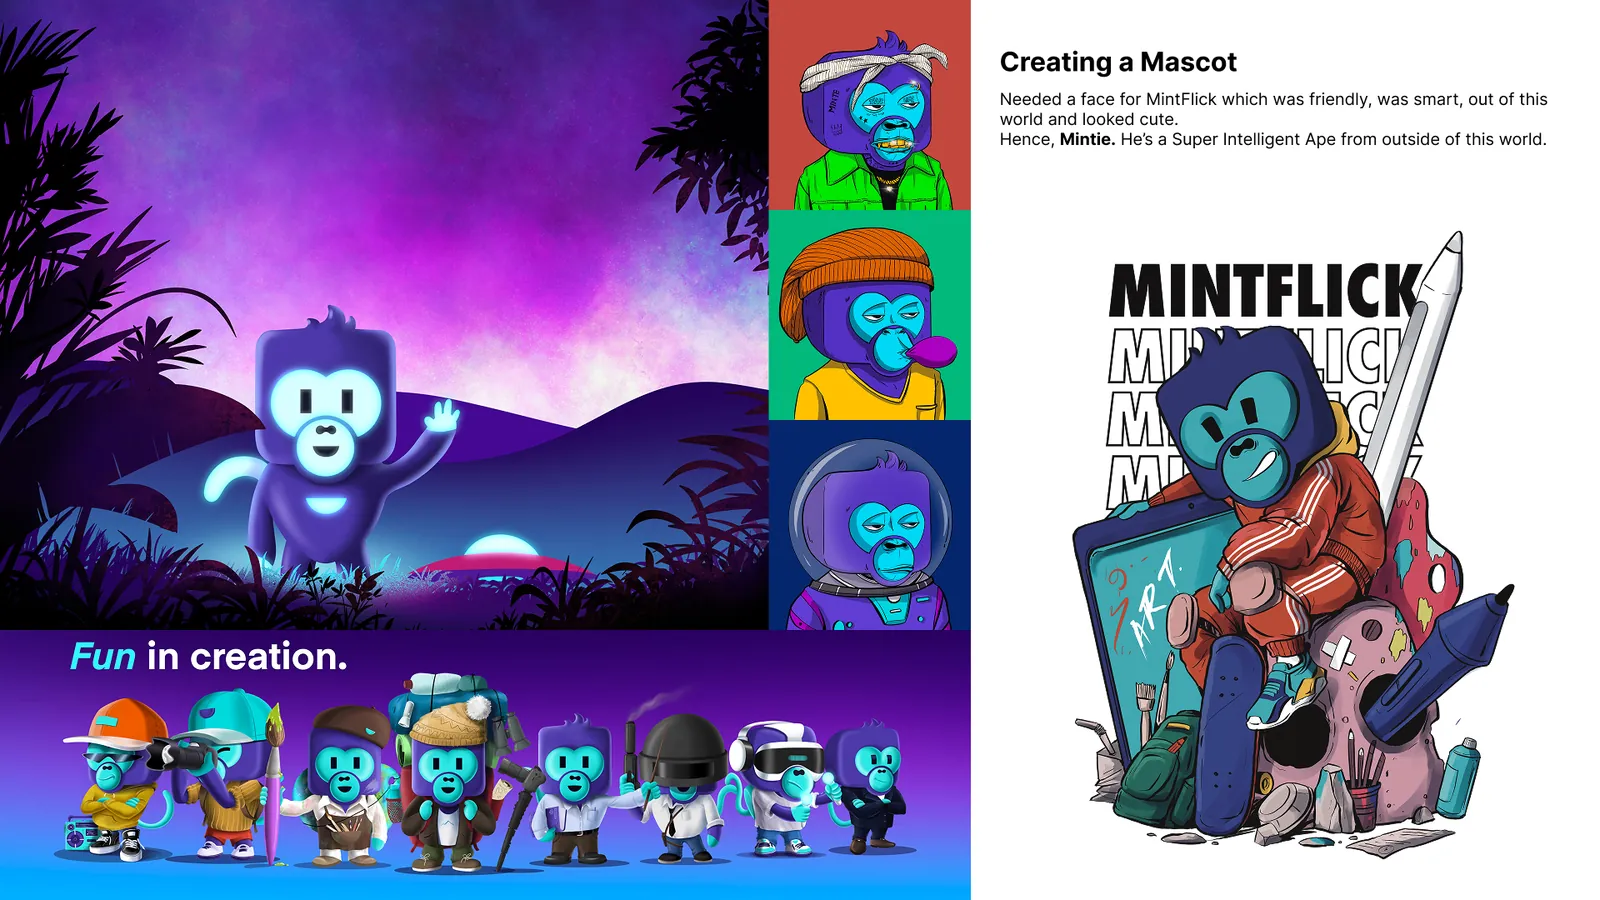 Creating a Mascot
Needed a face for MintFlick which was friendly, was smart, out of this
world and looked cute.
Hence, Mintie. He's a Super Intelligent Ape from outside of this world.
MINTFLICK
ART.
Fun in creation.